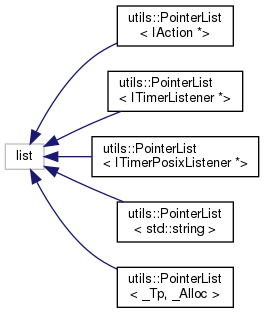 utils::PointerList
< IAction *>
utils::PointerList
< ITimerListener *>
list
utils::PointerList
< ITimerPosixListener *>
utils::PointerList
< std::string >
utils::PointerList
< _Tp, _Alloc >